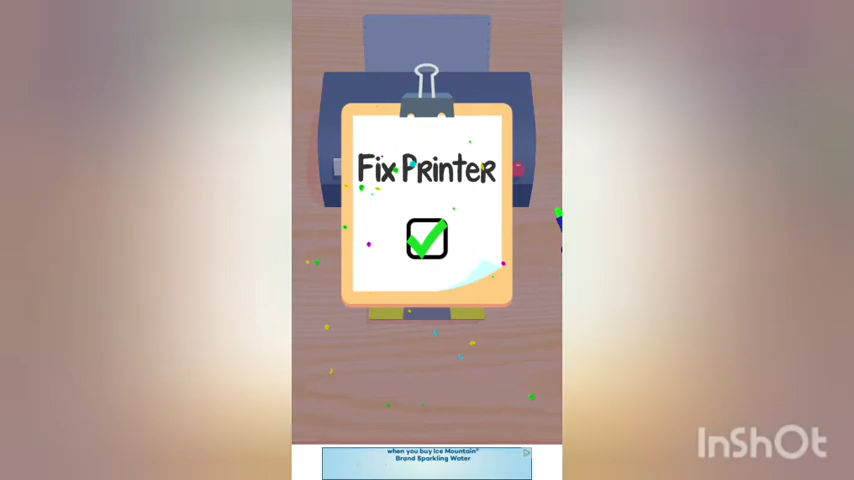 Fix Printer
when you buy Ice Mountain®
Brand Sparkling Water
InShOt